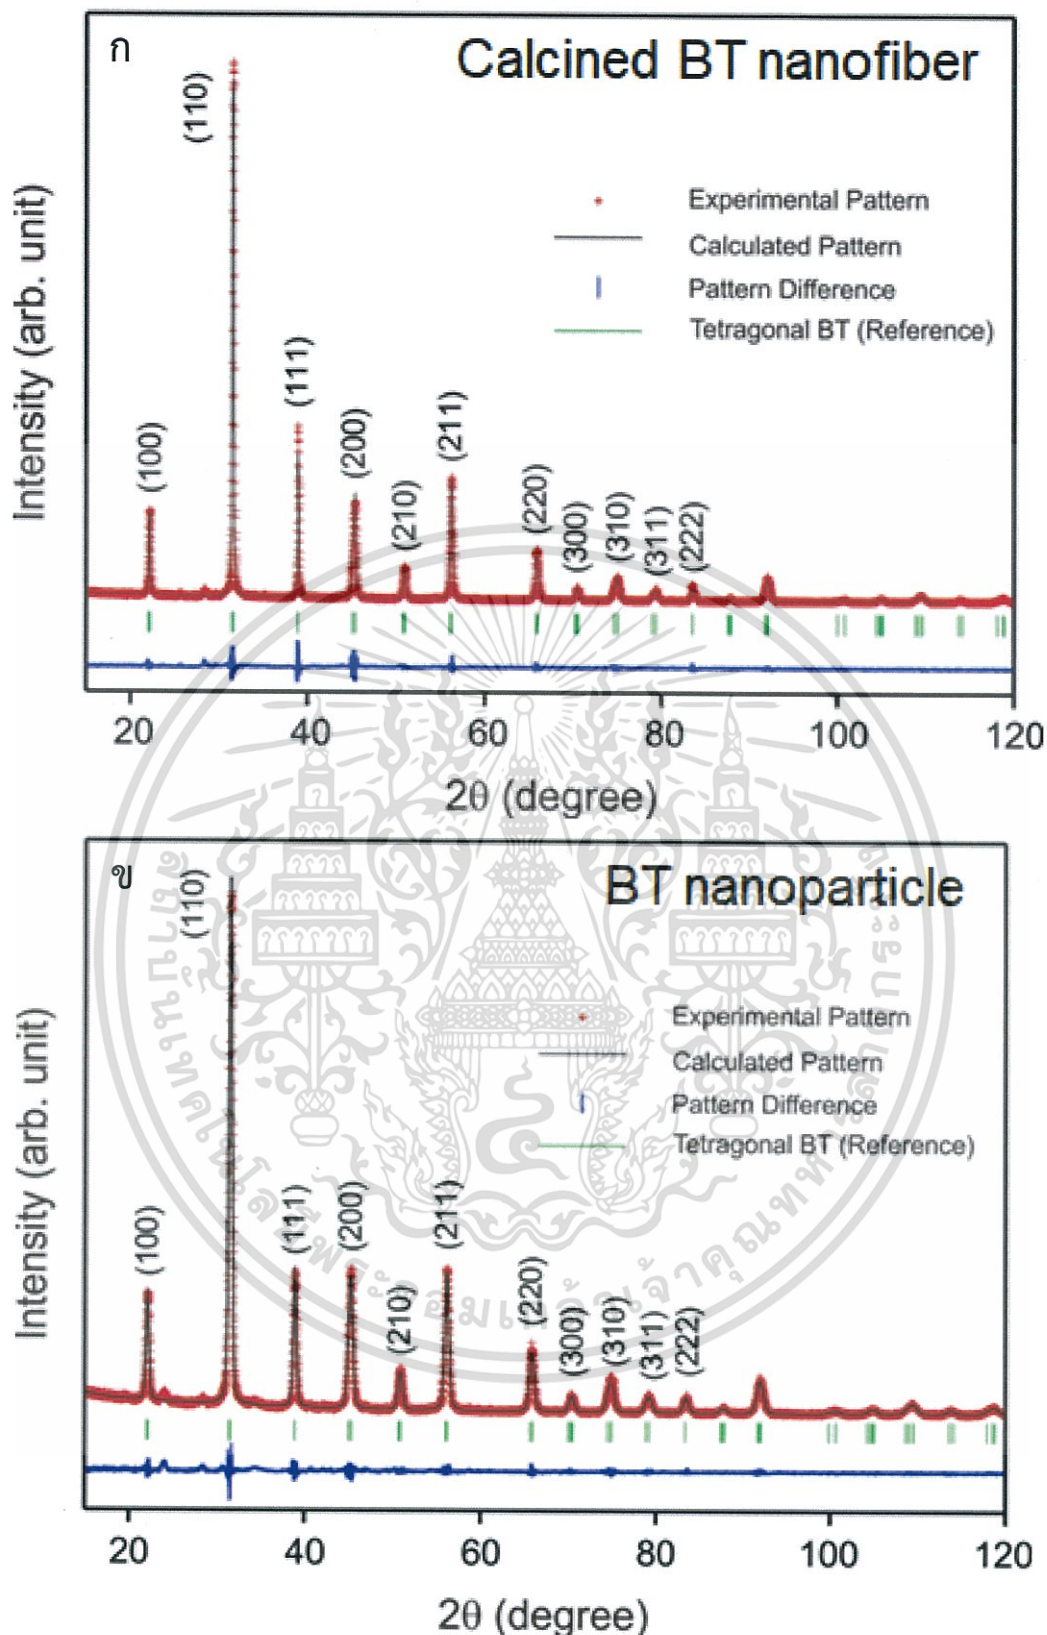 ก
Calcined BT nanofiber
(110)
Experimental Pattern
Calculated Pattern
Pattern Difference
Tetragonal BT (Reference)
(100)
(111)
(200)
(210)
(211)
(220)
(300)
(310)
(311)
(222)
Intensity (arb. unit)
20 40 60 80 100 120
2θ (degree)
ข
BT nanoparticle
(110)
Experimental Pattern
Calculated Pattern
Pattern Difference
Tetragonal BT (Reference)
(100)
(111)
(200)
(210)
(211)
(220)
(300)
(310)
(311)
(222)
Intensity (arb. unit)
20 40 60 80 100 120
2θ (degree)